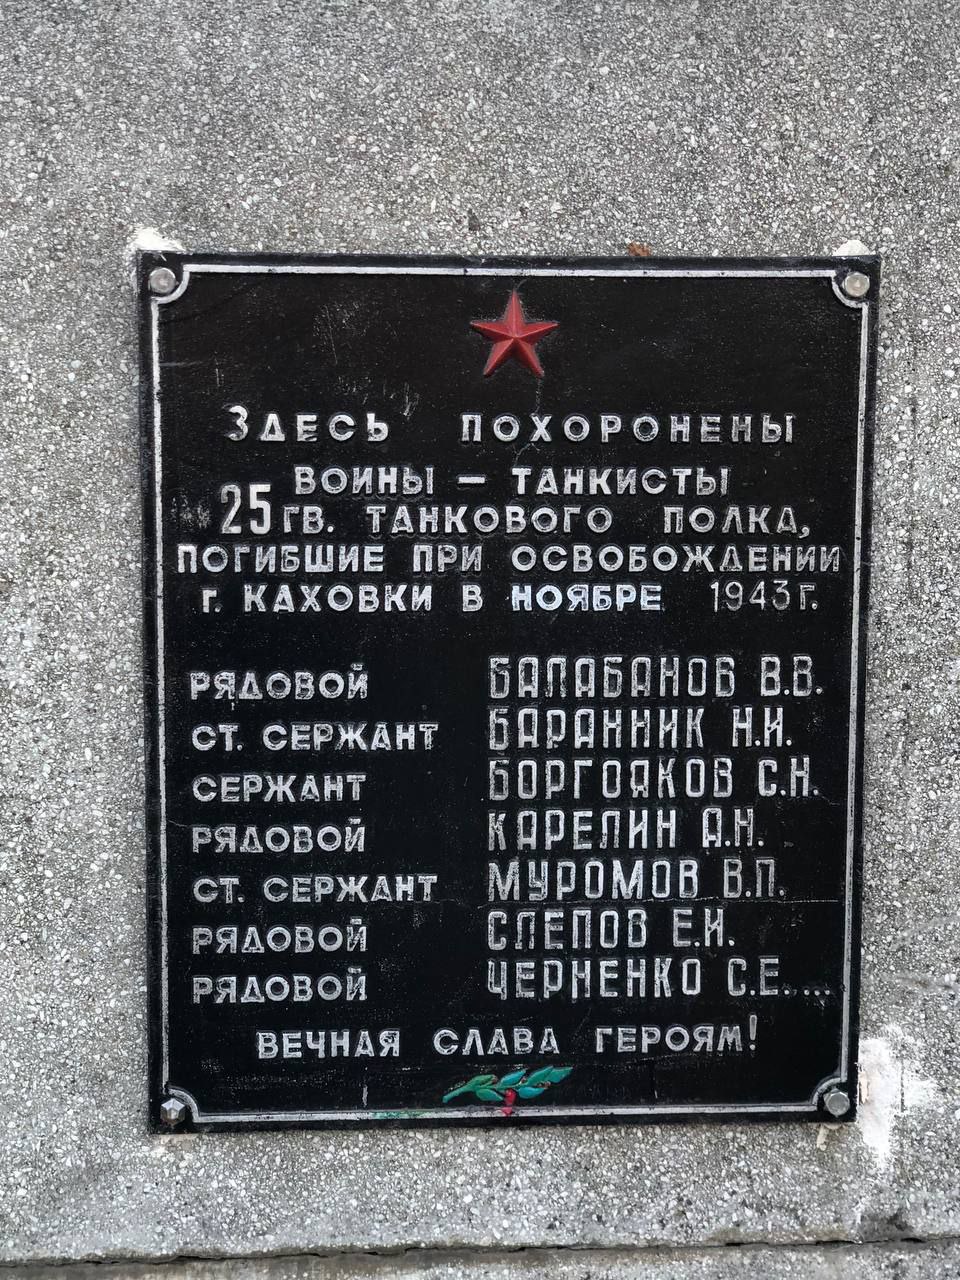 ЗДЕСЬ ПОХОРОНЕНЫ
ВОИНЫ – ТАНКИСТЫ
25 ГВ. ТАНКОВОГО ПОЛКА,
ПОГИБШИЕ ПРИ ОСВОБОЖДЕНИИ
г. КАХОВКИ В НОЯБРЕ 1943г.
РЯДОВОЙ БАЛАБАНОВ В.В.
СТ. СЕРЖАНТ БАРАННИК Н.И.
СЕРЖАНТ БОРГОЯКОВ С.Н.
РЯДОВОЙ КАРЕЛИН А.Н.
СТ. СЕРЖАНТ МУРОМОВ В.П.
РЯДОВОЙ СЛЕПОВ Е.И.
РЯДОВОЙ ЧЕРНЕНКО С.Е....
ВЕЧНАЯ СЛАВА ГЕРОЯМ!